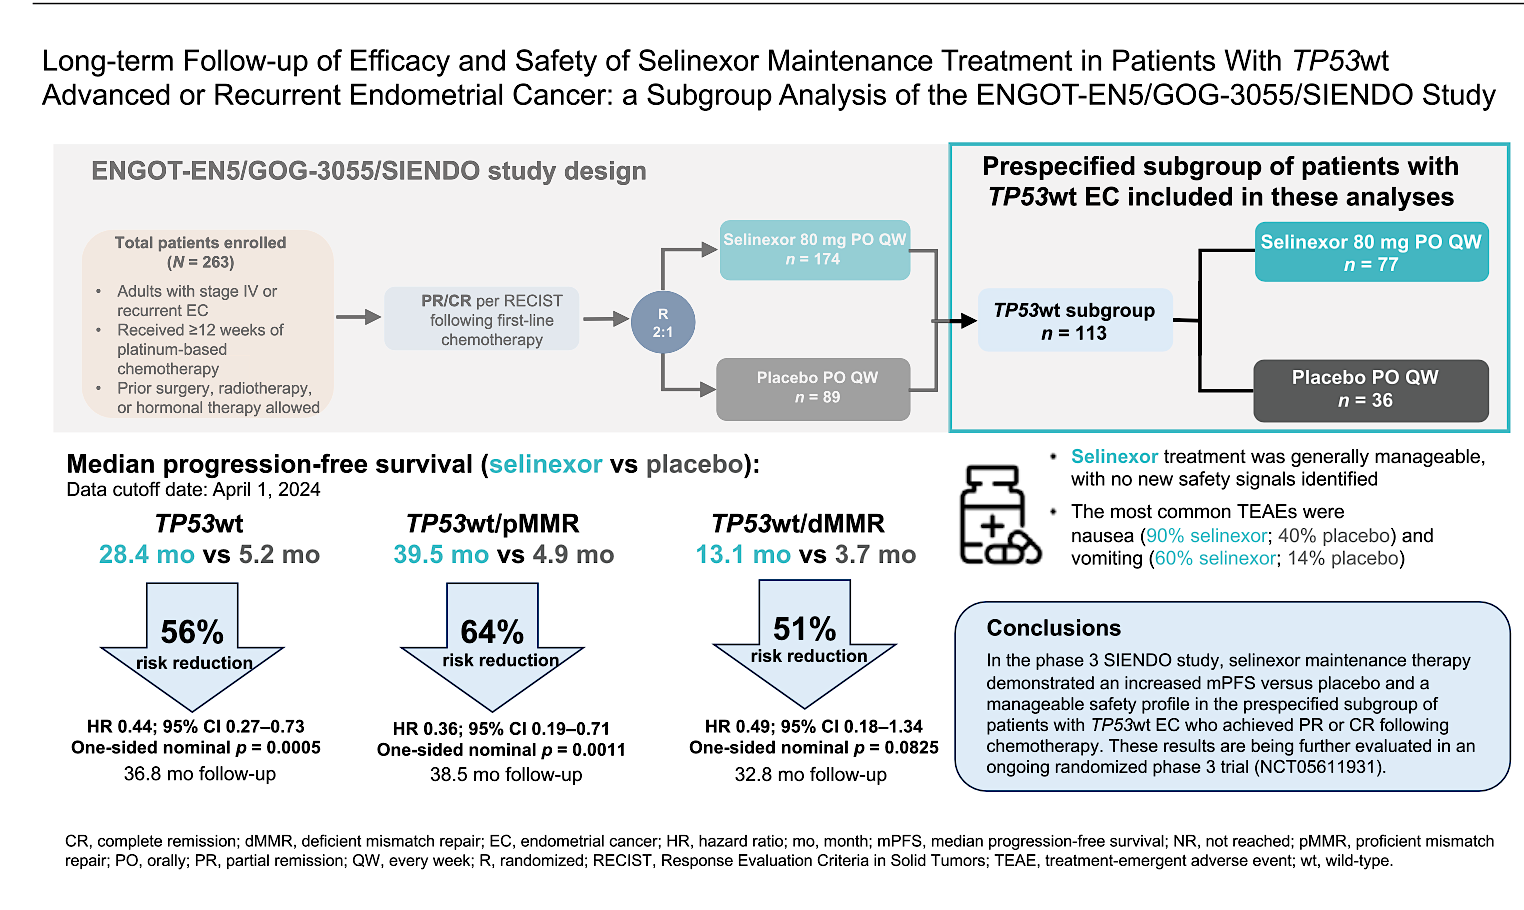 Long-term Follow-up of Efficacy and Safety of Selinexor Maintenance Treatment in Patients With TP53wt
Advanced or Recurrent Endometrial Cancer: a Subgroup Analysis of the ENGOT-EN5/GOG-3055/SIENDO Study
ENGOT-EN5/GOG-3055/SIENDO study design
Total patients enrolled
(N = 263)
• Adults with stage IV or
recurrent EC
• Received ≥12 weeks of
platinum-based
chemotherapy
• Prior surgery, radiotherapy,
or hormonal therapy allowed
PR/CR per RECIST
following first-line
chemotherapy
R
2:1
Selinexor 80 mg PO QW
n = 174
Placebo PO QW
n = 89
Prespecified subgroup of patients with
TP53wt EC included in these analyses
TP53wt subgroup
n = 113
Selinexor 80 mg PO QW
n = 77
Placebo PO QW
n = 36
Median progression-free survival (selinexor vs placebo):
Data cutoff date: April 1, 2024
TP53wt
28.4 mo vs 5.2 mo
56%
risk reduction
HR 0.44; 95% CI 0.27–0.73
One-sided nominal p = 0.0005
36.8 mo follow-up
TP53wt/pMMR
39.5 mo vs 4.9 mo
64%
risk reduction
HR 0.36; 95% CI 0.19–0.71
One-sided nominal p = 0.0011
38.5 mo follow-up
TP53wt/dMMR
13.1 mo vs 3.7 mo
51%
risk reduction
HR 0.49; 95% CI 0.18–1.34
One-sided nominal p = 0.0825
32.8 mo follow-up
• Selinexor treatment was generally manageable,
with no new safety signals identified
• The most common TEAEs were
nausea (90% selinexor; 40% placebo) and
vomiting (60% selinexor; 14% placebo)
Conclusions
In the phase 3 SIENDO study, selinexor maintenance therapy
demonstrated an increased mPFS versus placebo and a
manageable safety profile in the prespecified subgroup of
patients with TP53wt EC who achieved PR or CR following
chemotherapy. These results are being further evaluated in an
ongoing randomized phase 3 trial (NCT05611931).
CR, complete remission; dMMR, deficient mismatch repair; EC, endometrial cancer; HR, hazard ratio; mo, month; mPFS, median progression-free survival; NR, not reached; pMMR, proficient mismatch
repair; PO, orally; PR, partial remission; QW, every week; R, randomized; RECIST, Response Evaluation Criteria in Solid Tumors; TEAE, treatment-emergent adverse event; wt, wild-type.